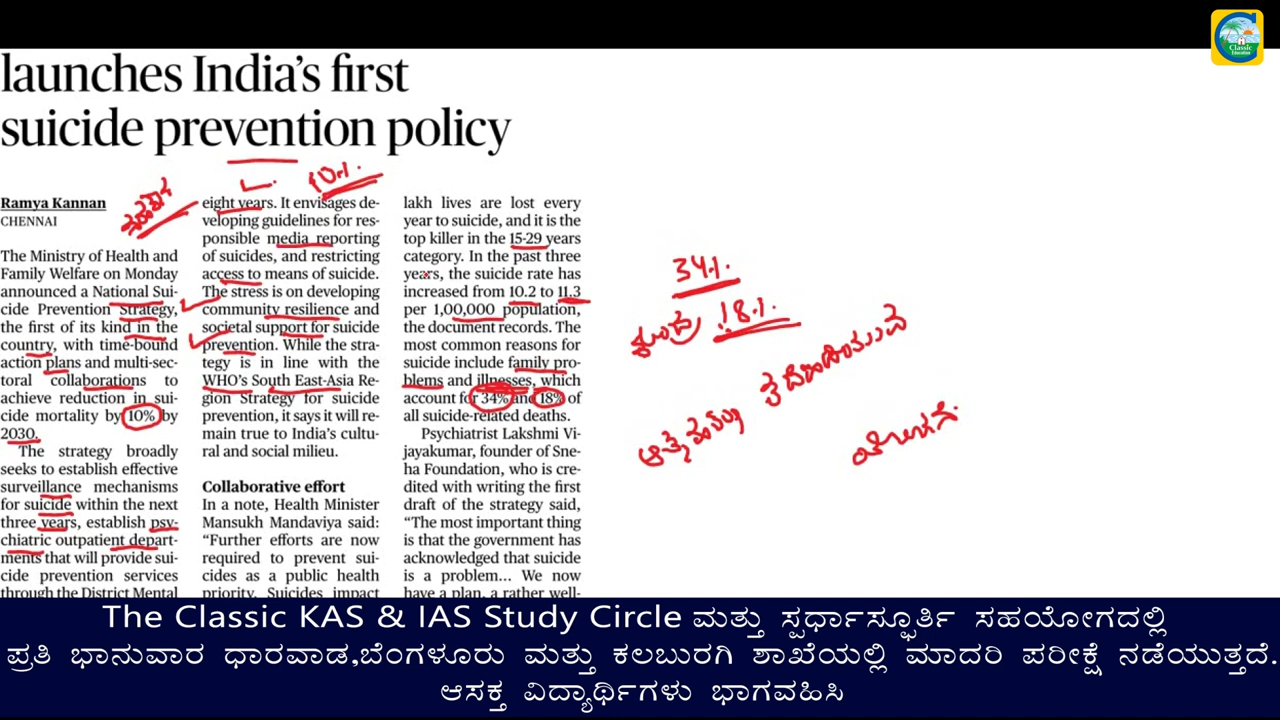 Classic
Education
launches India's first
suicide prevention policy
Ramya Kannan
CHENNAI
The Ministry of Health and
Family Welfare on Monday
announced a National Sui-
cide Prevention Strategy,
the first of its kind in the
country, with time-bound
action plans and multi-sec-
toral collaborations to
achieve reduction in sui-
cide mortality by 10% by
2030.
The strategy broadly
seeks to establish effective
surveillance mechanisms
for suicide within the next
three years, establish psy-
chiatric outpatient depart-
ments that will provide sui-
cide prevention services
through the District Mental
10%.
eight years. It envisages de-
veloping guidelines for res-
ponsible media reporting
of suicides, and restricting
access to means of suicide.
The stress is on developing
community resilience and
societal support for suicide
prevention. While the stra-
tegy is in line with the
WHO's South East-Asia Re-
gion Strategy for suicide
prevention, it says it will re-
main true to India's cultu-
ral and social milieu.
Collaborative effort
In a note, Health Minister
Mansukh Mandaviya said:
"Further efforts are now
required to prevent sui-
cides as a public health
priority. Suicides impact
lakh lives are lost every
year to suicide, and it is the
top killer in the 15-29 years
category. In the past three
years, the suicide rate has
increased from 10.2 to 11.3
per 1,00,000 population,
the document records. The
most common reasons for
suicide include family pro-
blems and illnesses, which
account for 34% and 18% of
all suicide-related deaths.
Psychiatrist Lakshmi Vi-
jayakumar, founder of Sne-
ha Foundation, who is cre-
dited with writing the first
draft of the strategy said,
"The most important thing
is that the government has
acknowledged that suicide
is a problem... We now
have a plan, a rather well-
34%.
18%.
The Classic KAS & IAS Study Circle ಮತ್ತು ಸ್ಪರ್ಧಾಸ್ಫೂರ್ತಿ ಸಹಯೋಗದಲ್ಲಿ
ಪ್ರತಿ ಭಾನುವಾರ ಧಾರವಾಡ,ಬೆಂಗಳೂರು ಮತ್ತು ಕಲಬುರಗಿ ಶಾಖೆಯಲ್ಲಿ ಮಾದರಿ ಪರೀಕ್ಷೆ ನಡೆಯುತ್ತದೆ.
ಆಸಕ್ತ ವಿದ್ಯಾರ್ಥಿಗಳು ಭಾಗವಹಿಸಿ